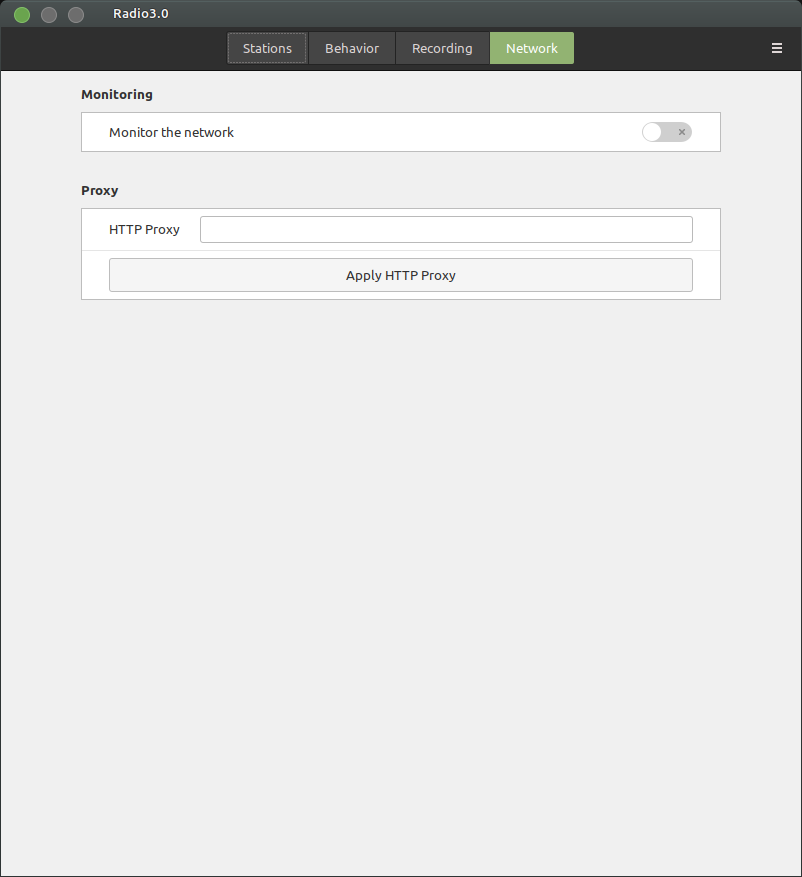 Radio3.0
Stations Behavior Recording Network
Monitoring
Monitor the network
Proxy
HTTP Proxy
Apply HTTP Proxy